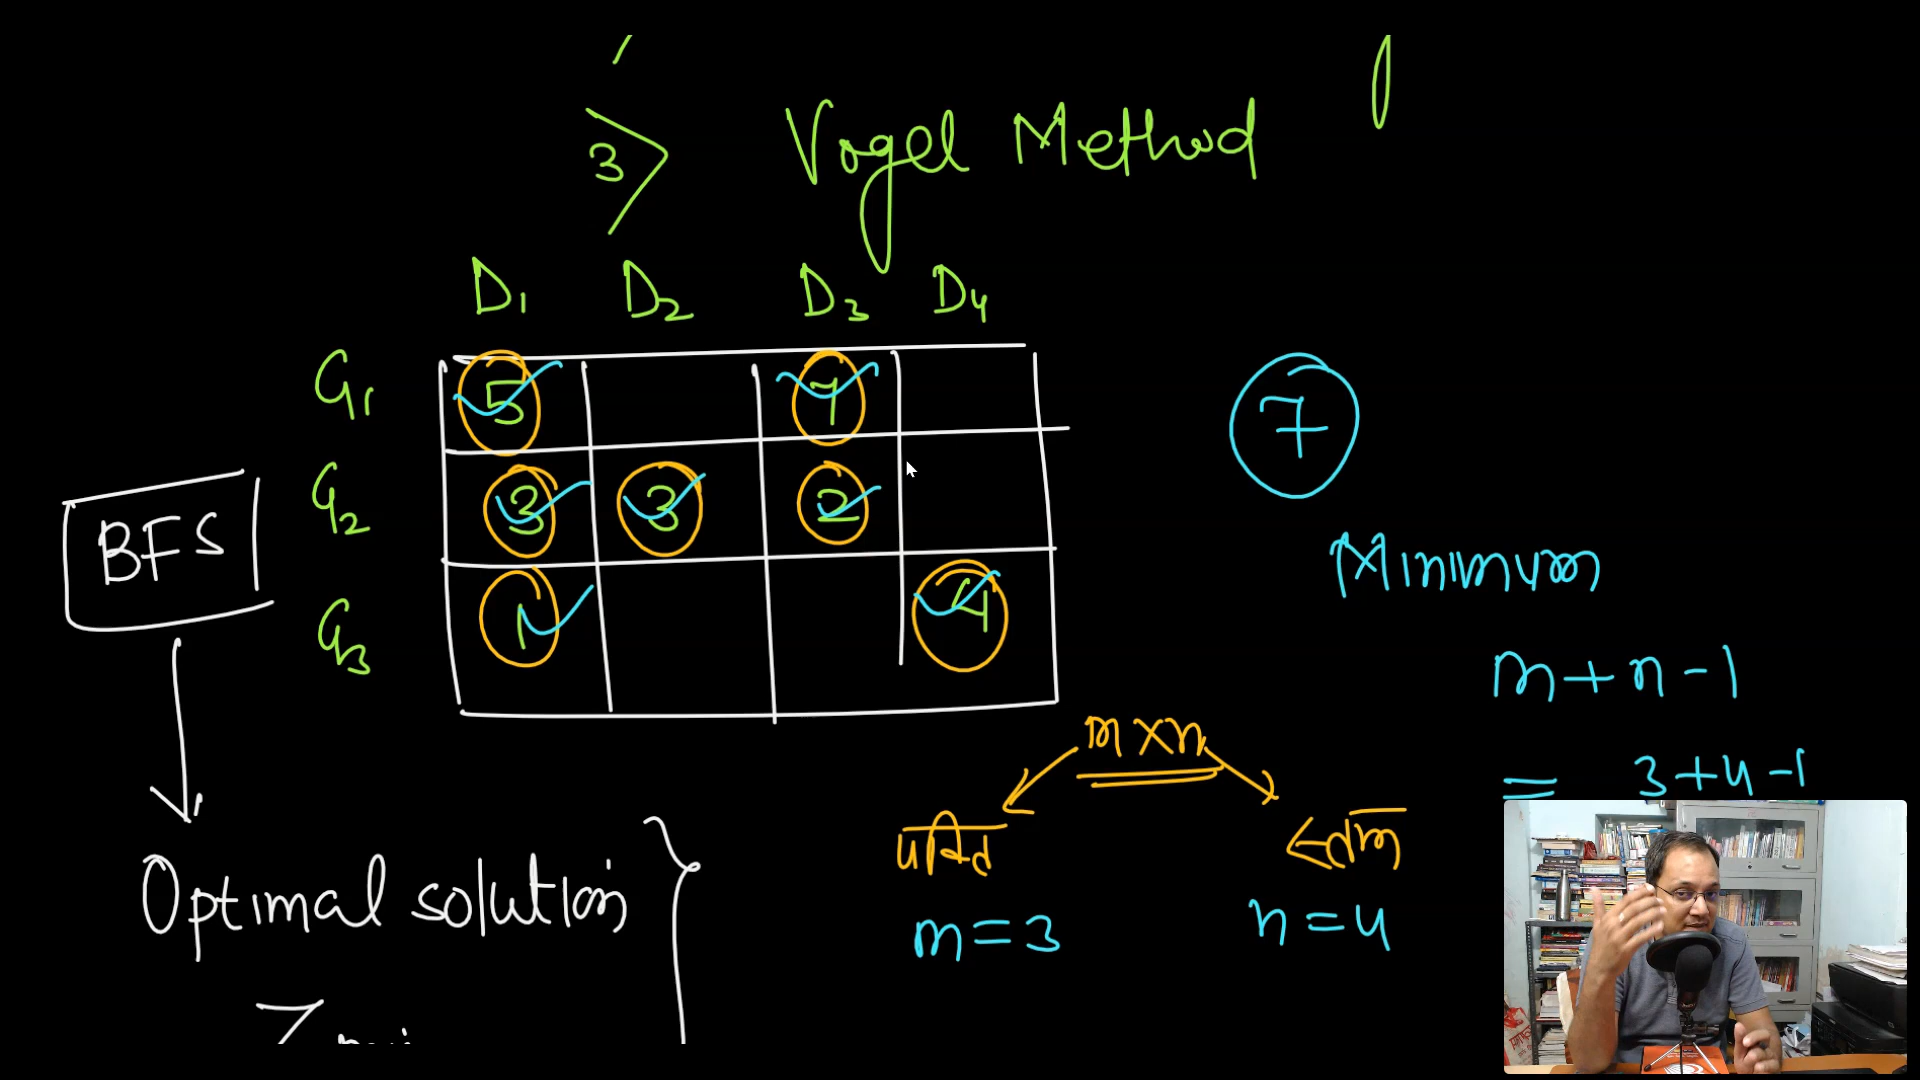 3> Vogel Method
D1 D2 D3 D4
G1 5 7
7
G2 3 3 2
BFS
Minimum
G3 1 4
m+n-1
m×n
= 3+4-1
पंक्ति स्तम्भ
Optimal solution
m=3 n=4